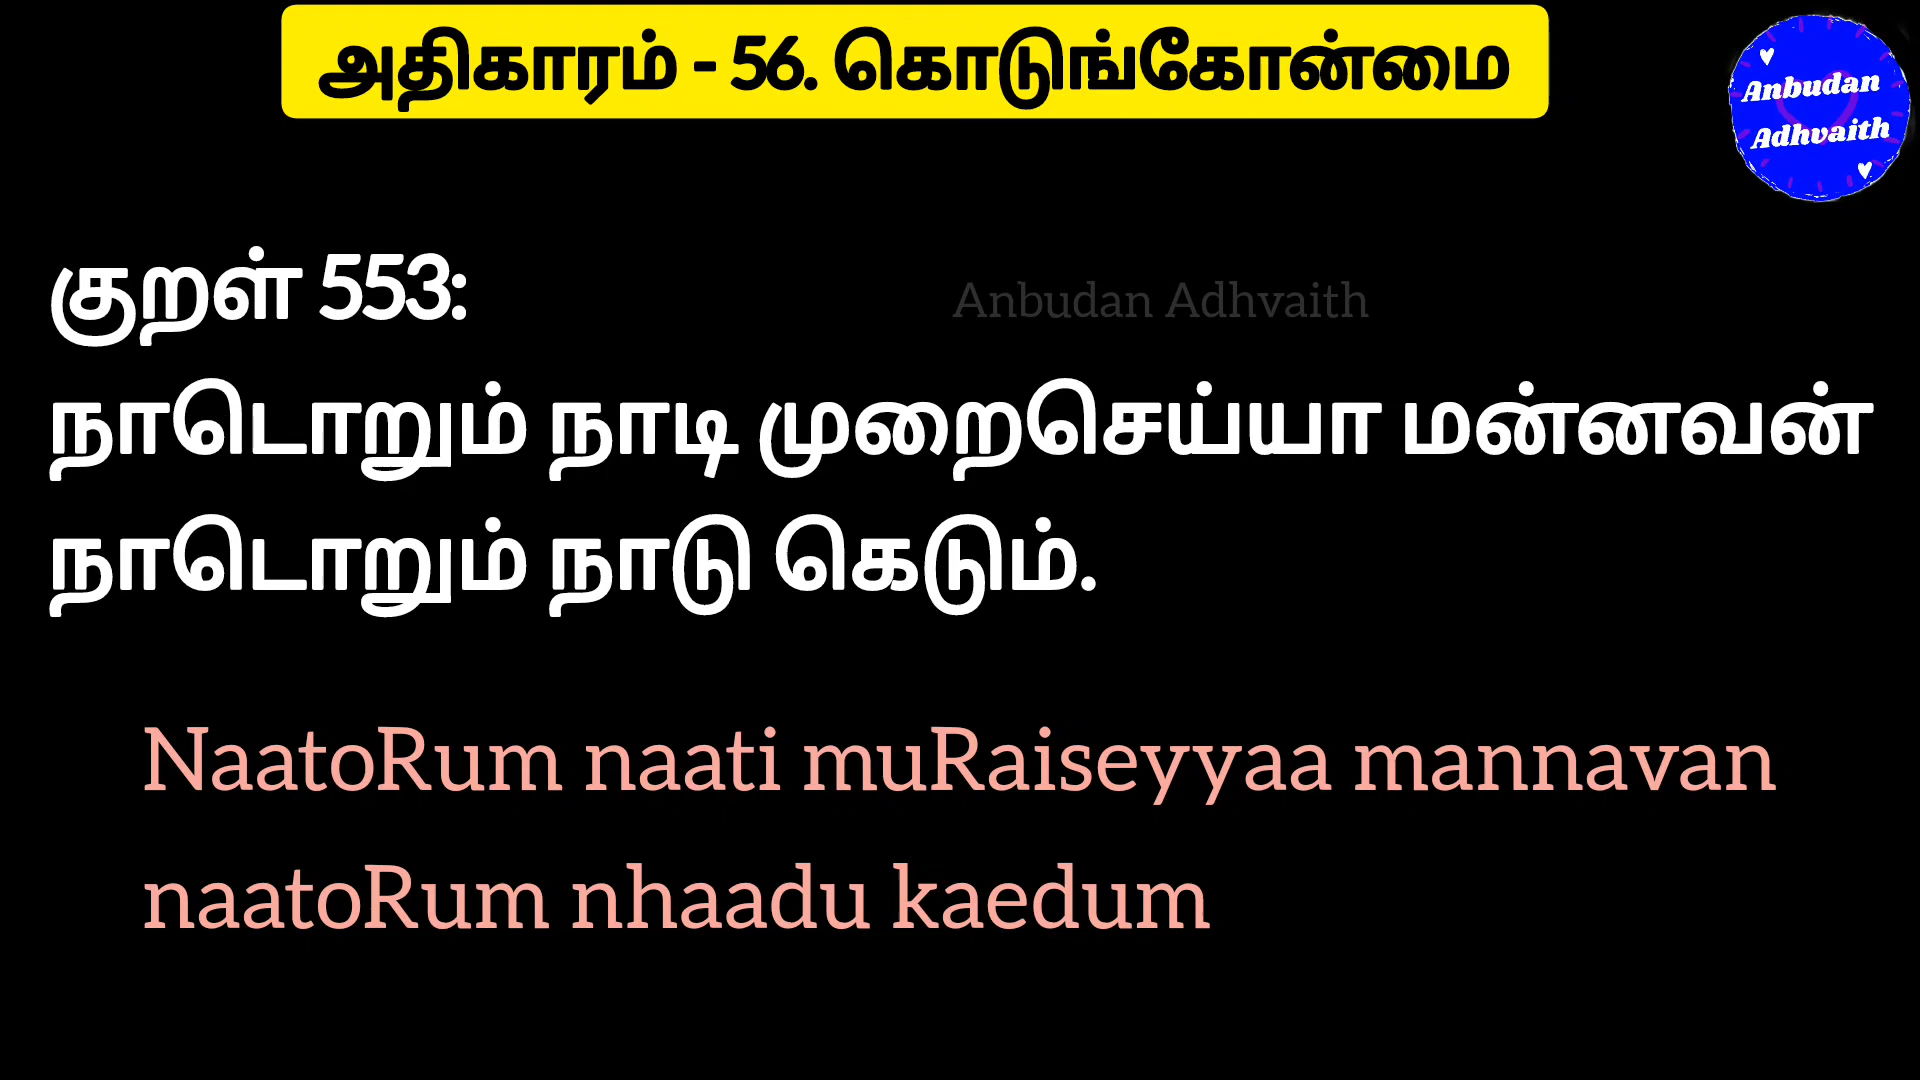 அதிகாரம் - 56. கொடுங்கோன்மை
Anbudan
Adhvaith
குறள் 553:
Anbudan Adhvaith
நாடொறும் நாடி முறைசெய்யா மன்னவன்
நாடொறும் நாடு கெடும்.
NaatoRum naati muRaiseyyaa mannavan
naatoRum nhaadu kaedum